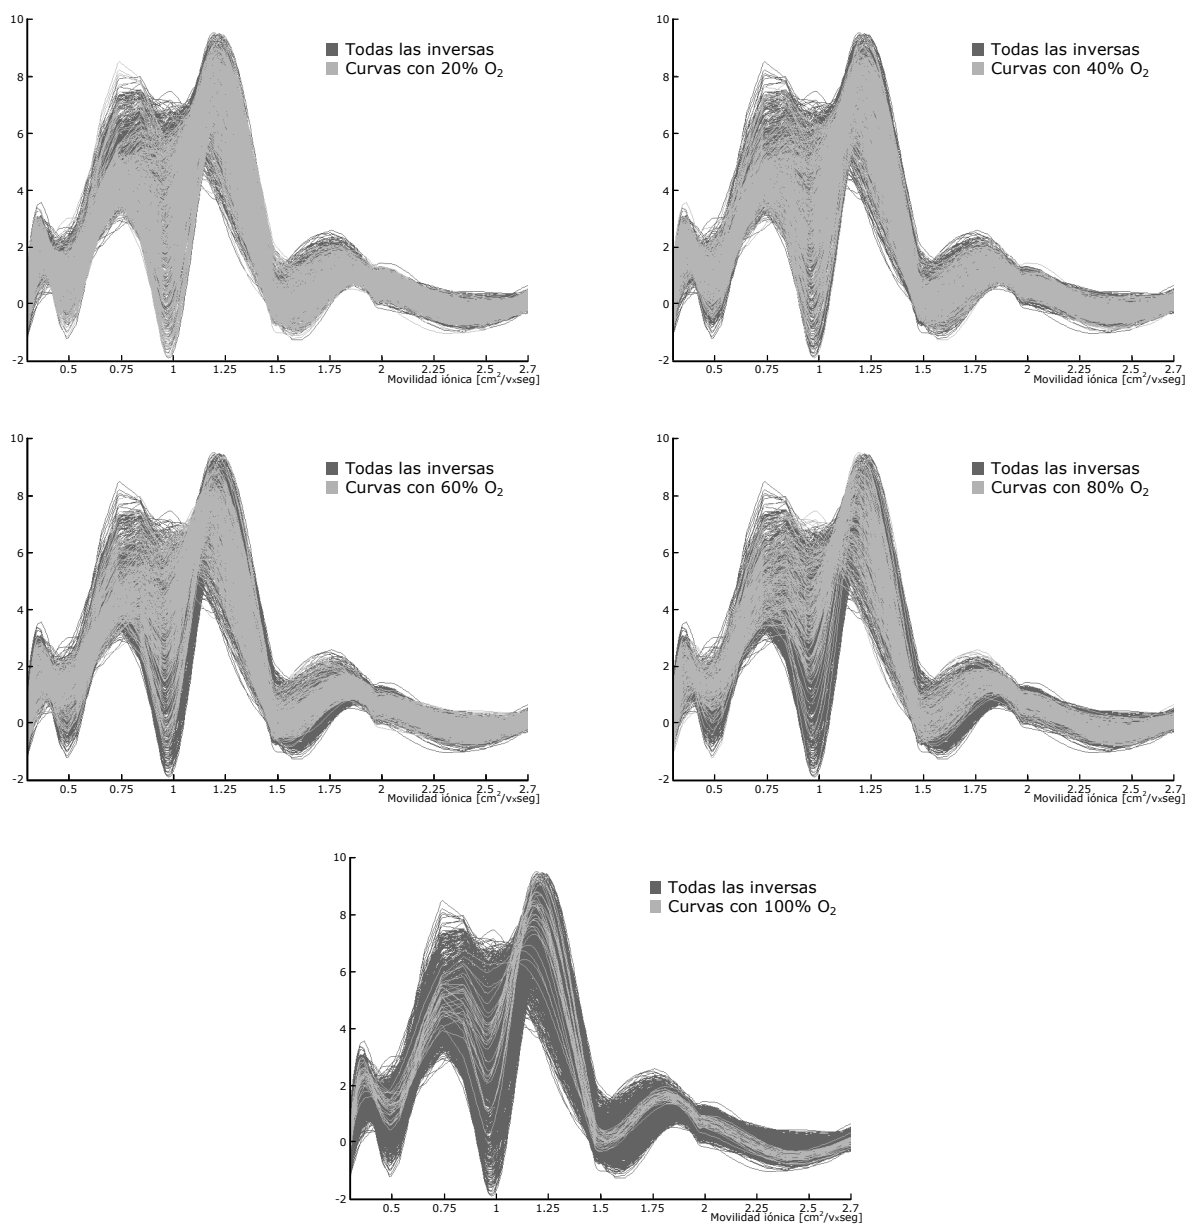 10
8
6
4
2
0
-2
Todas las inversas
Curvas con 20% O₂
0.5 0.75 1 1.25 1.5 1.75 2 2.25 2.5 2.7
Movilidad iónica [cm²/vxseg]
10
8
6
4
2
0
-2
Todas las inversas
Curvas con 40% O₂
0.5 0.75 1 1.25 1.5 1.75 2 2.25 2.5 2.7
Movilidad iónica [cm²/vxseg]
10
8
6
4
2
0
-2
Todas las inversas
Curvas con 60% O₂
0.5 0.75 1 1.25 1.5 1.75 2 2.25 2.5 2.7
Movilidad iónica [cm²/vxseg]
10
8
6
4
2
0
-2
Todas las inversas
Curvas con 80% O₂
0.5 0.75 1 1.25 1.5 1.75 2 2.25 2.5 2.7
Movilidad iónica [cm²/vxseg]
10
8
6
4
2
0
-2
Todas las inversas
Curvas con 100% O₂
0.5 0.75 1 1.25 1.5 1.75 2 2.25 2.5 2.7
Movilidad iónica [cm²/vxseg]